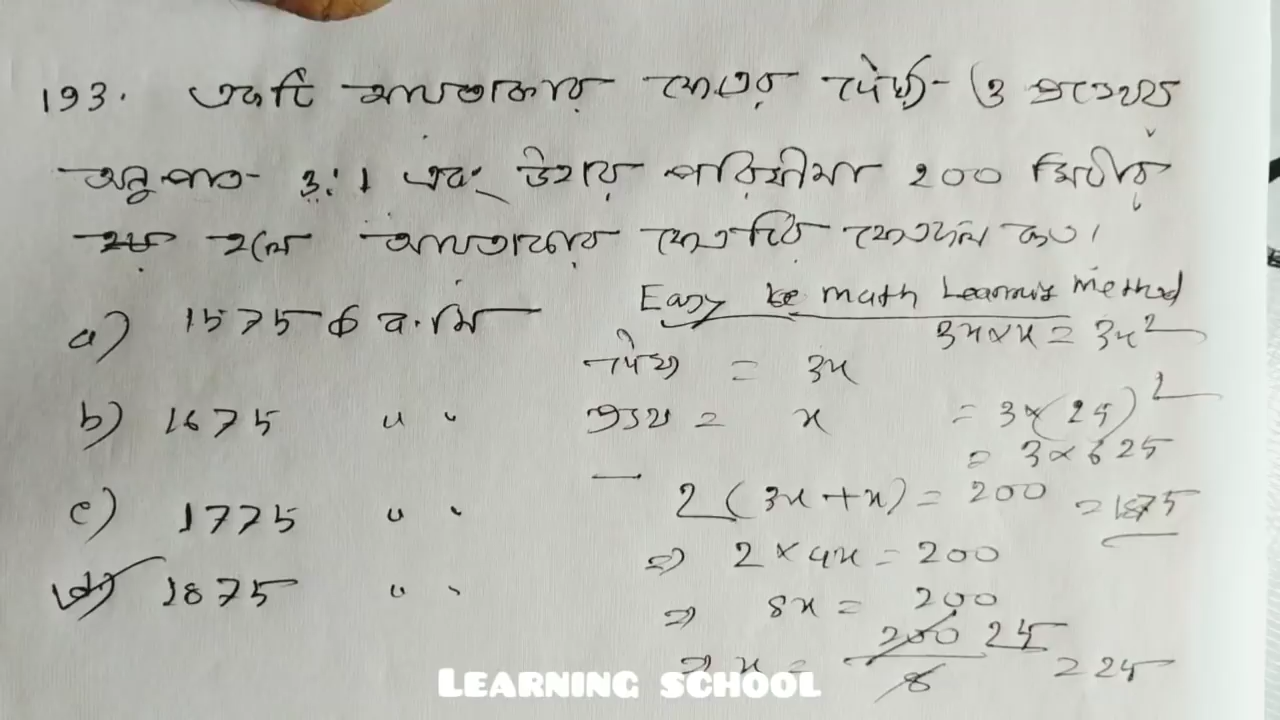 193. একটি আয়তাকার ক্ষেত্রের দৈর্ঘ্য ও প্রস্থের
অনুপাত 3:1 এবং উহার পরিসীমা 200 মিটার
হলে আয়তাকার ক্ষেত্রটির ক্ষেত্রফল কত।
a) 1575 ব.মি
b) 1675 " "
c) 1775 " "
d) 1875 " "
Easy math Learning Method
দৈর্ঘ্য = 3x
প্রস্থ = x
2(3x+x) = 200
⇒ 2×4x = 200
⇒ 8x = 200
⇒ x = 200/8 25 = 25
3x×x = 3x²
= 3×(25)²
= 3×625
= 1875
LEARNING SCHOOL